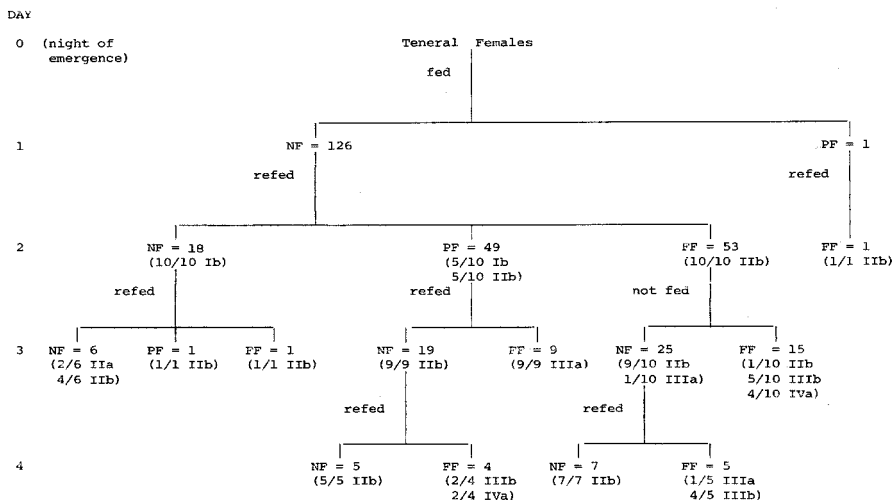 DAY
0 (night of Teneral Females
emergence)
fed
1 NF = 126 PF = 1
refed refed
2 NF = 18 PF = 49 FF = 53 FF = 1
(10/10 Ib) (5/10 Ib (10/10 IIb) (1/1 IIb)
5/10 IIb)
refed refed not fed
3 NF = 6 PF = 1 FF = 1 NF = 19 FF = 9 NF = 25 FF = 15
(2/6 IIa (1/1 IIb) (1/1 IIb) (9/9 IIb) (9/9 IIIa) (9/10 IIb (1/10 IIb
4/6 IIb) 1/10 IIIa) 5/10 IIIb
4/10 IVa)
refed refed
4 NF = 5 FF = 4 NF = 7 FF = 5
(5/5 IIb) (2/4 IIIb (7/7 IIb) (1/5 IIIa
2/4 IVa) 4/5 IIIb)